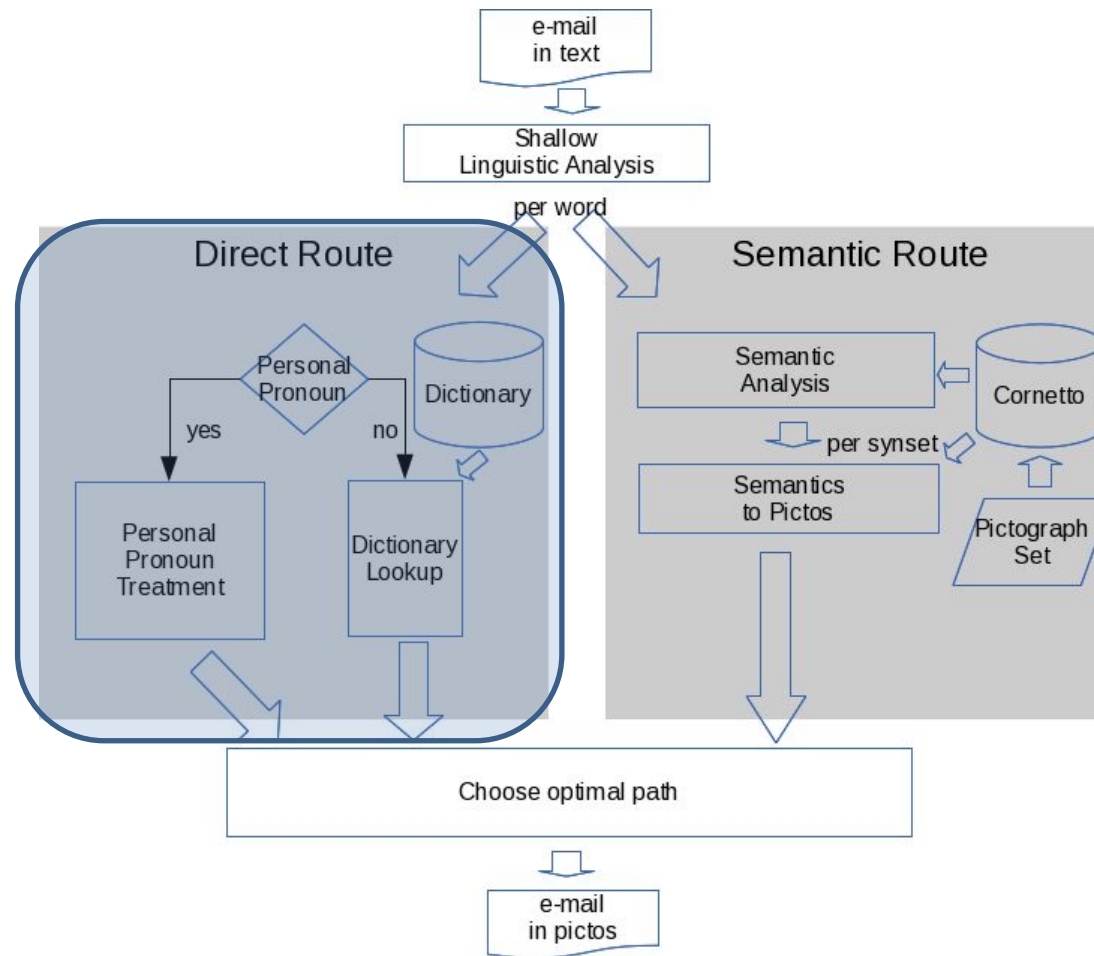 e-mail
in text
Shallow
Linguistic Analysis
per word
Direct Route
Personal
Pronoun
Dictionary
yes
no
Personal
Pronoun
Treatment
Dictionary
Lookup
Semantic Route
Semantic
Analysis
Cornetto
per synset
Semantics
to Pictos
Pictograph
Set
Choose optimal path
e-mail
in pictos